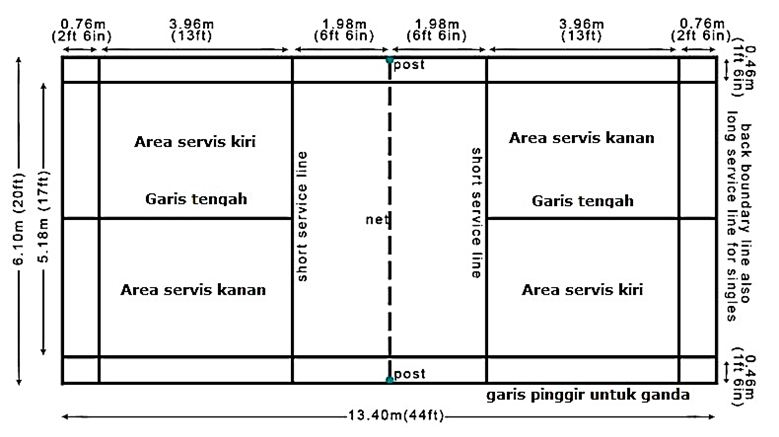 0.76m
(2ft 6in)
3.96m
(13ft)
1.98m
(6ft 6in)
1.98m
(6ft 6in)
3.96m
(13ft)
0.76m
(2ft 6in)
0.46m
(1ft 6in)
post
Area servis kiri
Area servis kanan
Garis tengah
Garis tengah
short service line
short service line
net
6.10m (20ft)
5.18m (17ft)
back boundary line also
long service line for singles
Area servis kanan
Area servis kiri
post
0.46m
(1ft 6in)
garis pinggir untuk ganda
13.40m(44ft)